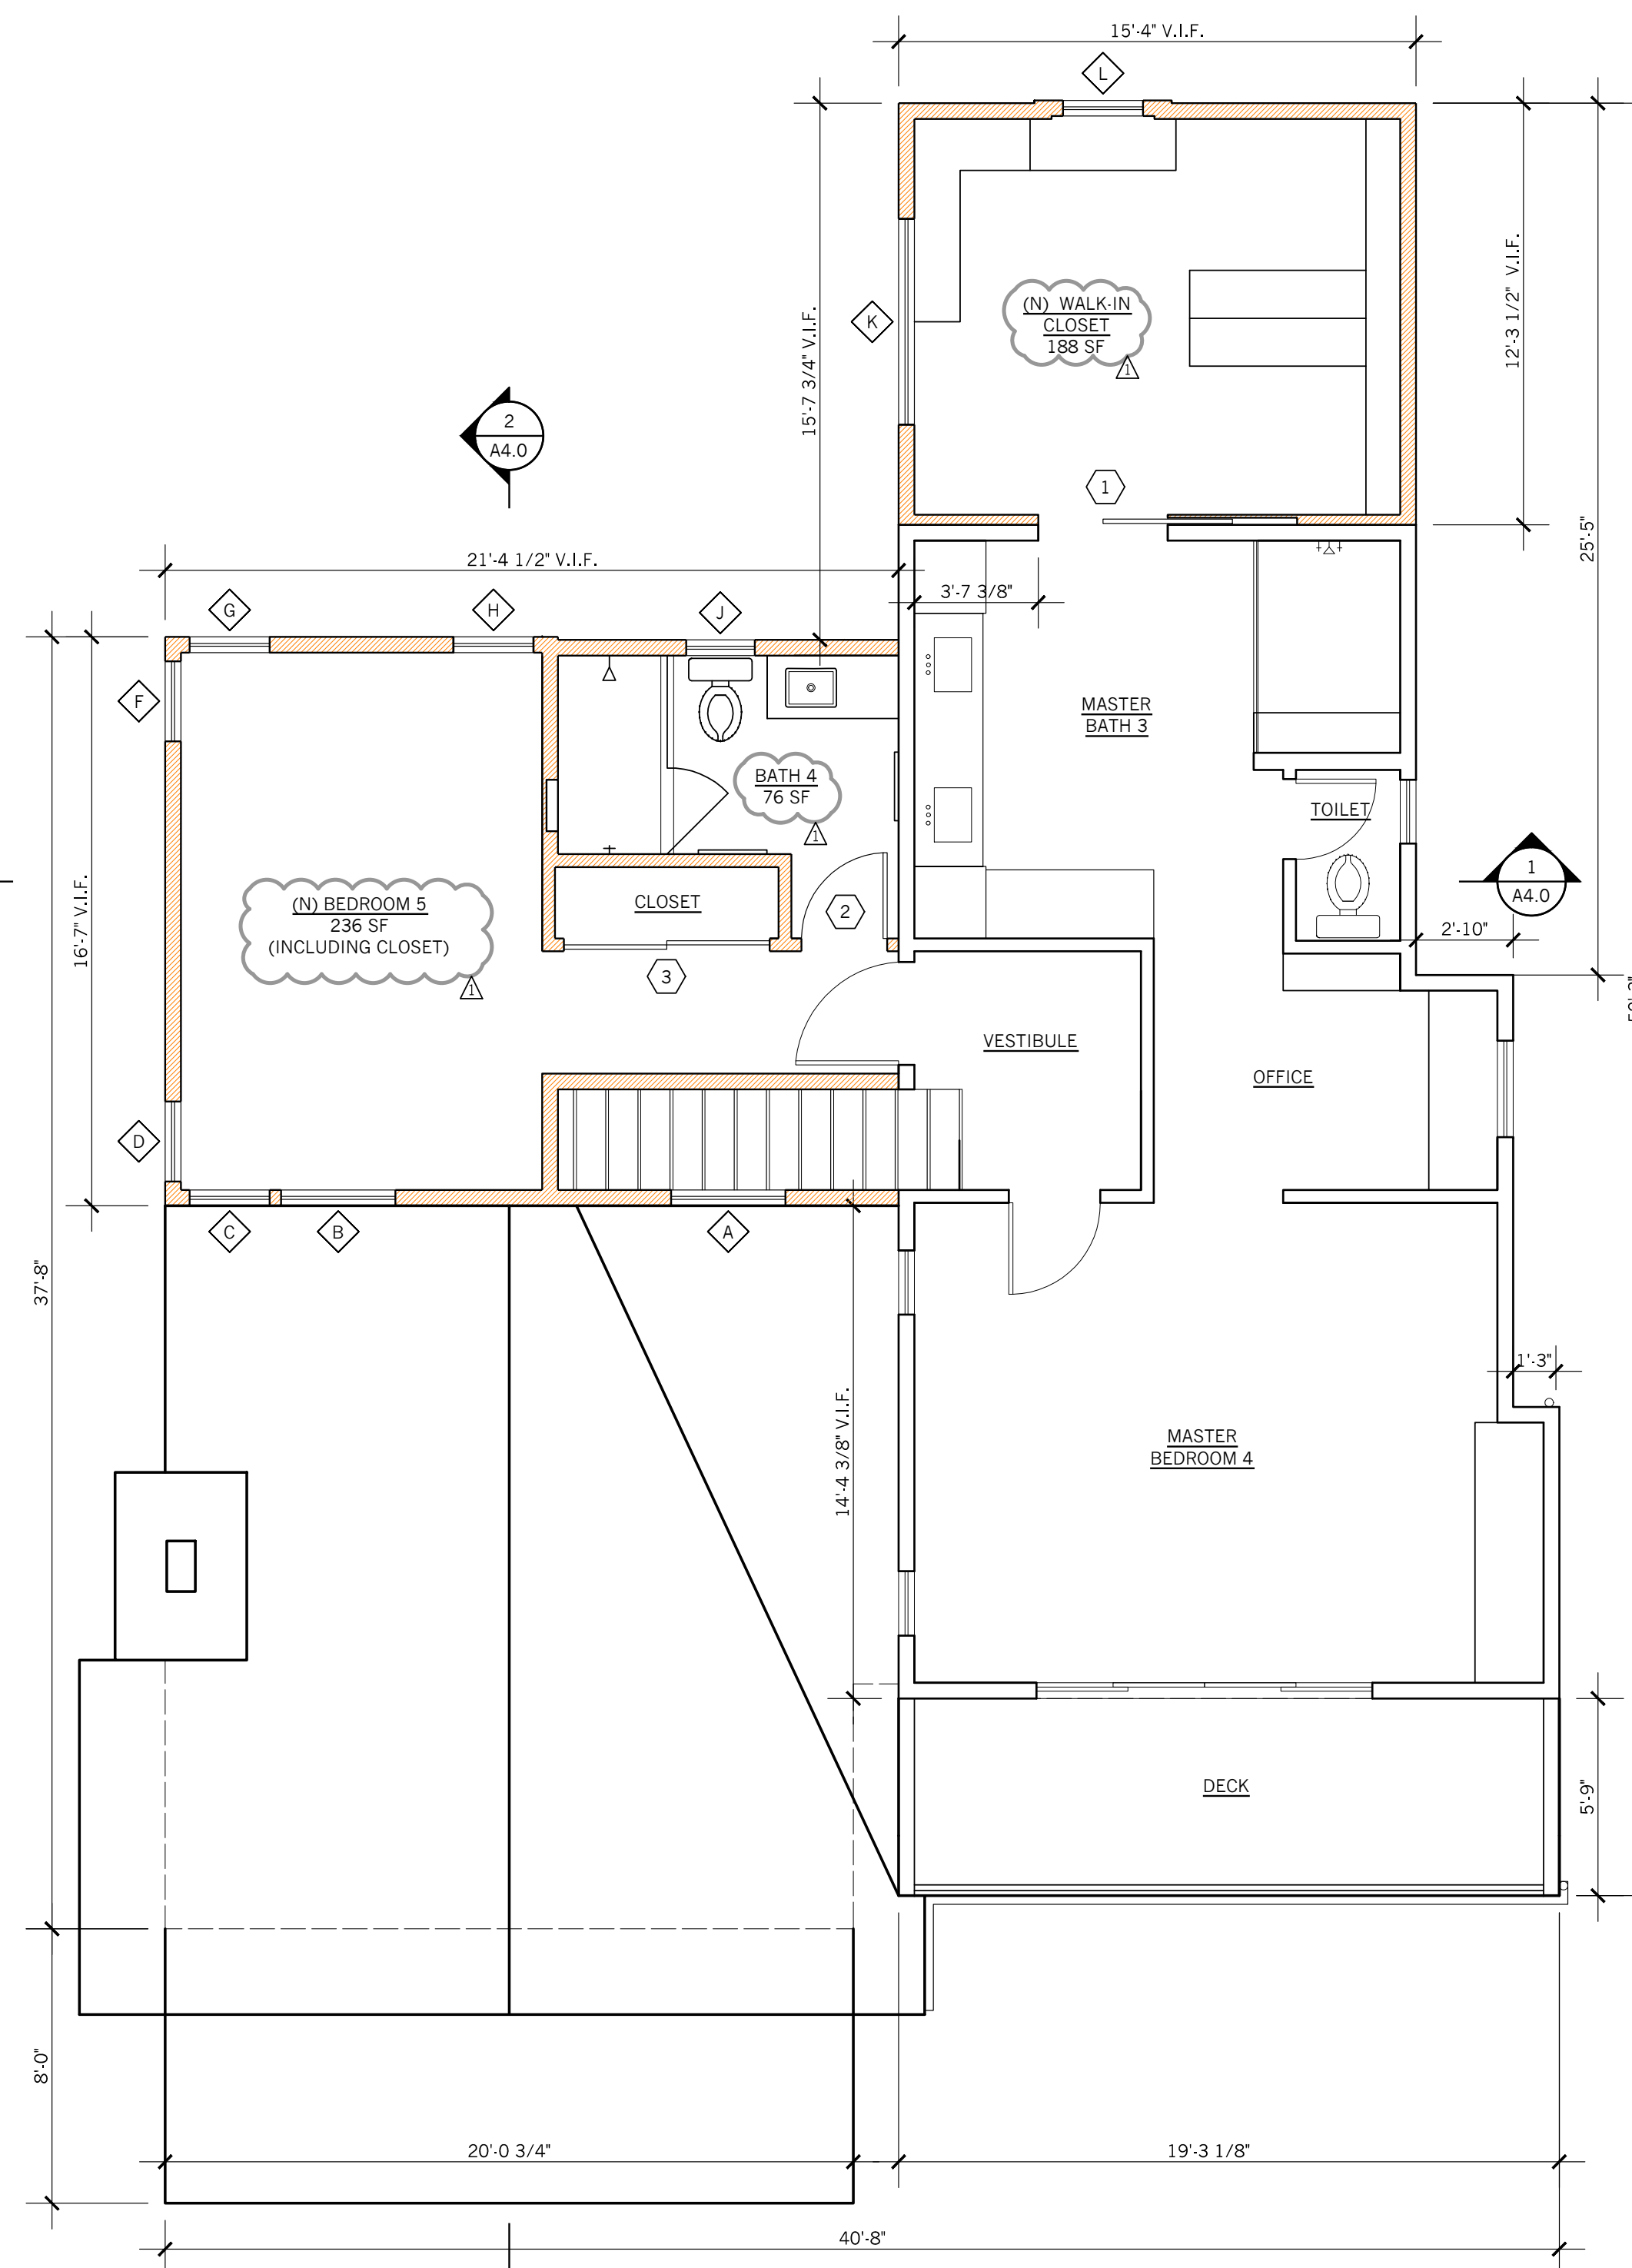 15'-4" V.I.F.
L
(N) WALK-IN
CLOSET
188 SF
1
K
15'-7 3/4" V.I.F.
12'-3 1/2" V.I.F.
25'-5"
2
A4.0
1
21'-4 1/2" V.I.F.
3'-7 3/8"
G
H
J
F
MASTER
BATH 3
BATH 4
76 SF
1
TOILET
1
A4.0
2'-10"
CLOSET
2
(N) BEDROOM 5
236 SF
(INCLUDING CLOSET)
1
16'-7" V.I.F.
3
VESTIBULE
OFFICE
D
C
B
A
37'-8"
1'-3"
14'-4 3/8" V.I.F.
MASTER
BEDROOM 4
DECK
5'-9"
8'-0"
20'-0 3/4"
19'-3 1/8"
40'-8"